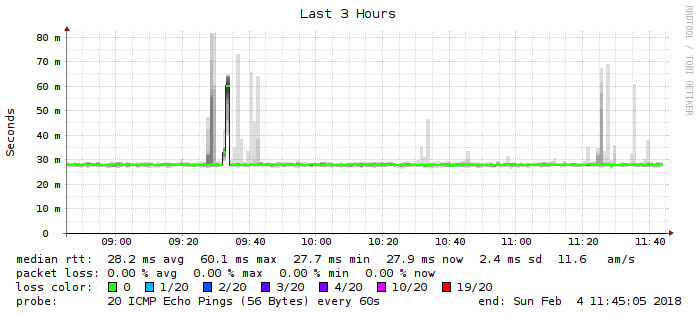 Last 3 Hours
RRDTOOL / TOBI OETIKER
Seconds
80 m
70 m
60 m
50 m
40 m
30 m
20 m
10 m
0
09:00 09:20 09:40 10:00 10:20 10:40 11:00 11:20 11:40
median rtt: 28.2 ms avg 60.1 ms max 27.7 ms min 27.9 ms now 2.4 ms sd 11.6 am/s
packet loss: 0.00 % avg 0.00 % max 0.00 % min 0.00 % now
loss color: 0 1/20 2/20 3/20 4/20 10/20 19/20
probe: 20 ICMP Echo Pings (56 Bytes) every 60s end: Sun Feb 4 11:45:05 2018